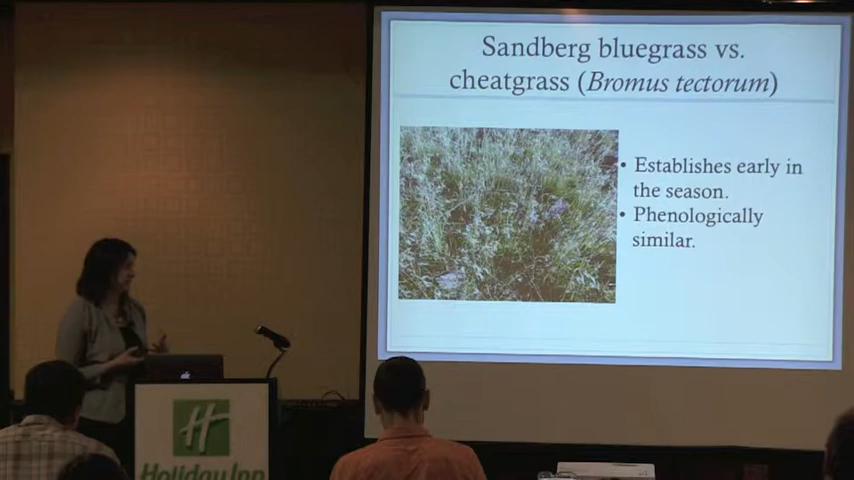 Sandberg bluegrass vs.
cheatgrass (Bromus tectorum)
• Establishes early in
the season.
• Phenologically
similar.
H
Holiday Inn